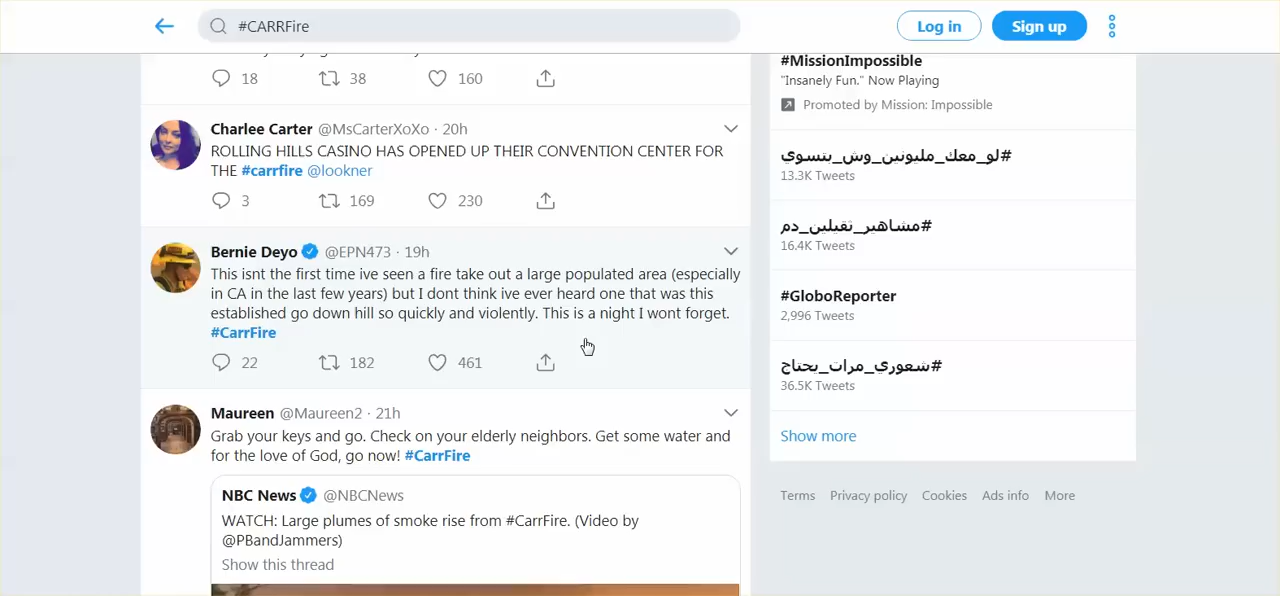 #CARRFire
Log in
Sign up
18
38
160
Charlee Carter @MsCarterXoXo · 20h
ROLLING HILLS CASINO HAS OPENED UP THEIR CONVENTION CENTER FOR
THE #carrfire @lookner
3
169
230
Bernie Deyo @EPN473 · 19h
This isnt the first time ive seen a fire take out a large populated area (especially
in CA in the last few years) but I dont think ive ever heard one that was this
established go down hill so quickly and violently. This is a night I wont forget.
#CarrFire
22
182
461
Maureen @Maureen2 · 21h
Grab your keys and go. Check on your elderly neighbors. Get some water and
for the love of God, go now! #CarrFire
NBC News @NBCNews
WATCH: Large plumes of smoke rise from #CarrFire. (Video by
@PBandJammers)
Show this thread
#MissionImpossible
"Insanely Fun." Now Playing
Promoted by Mission: Impossible
#لو_معك_مليونين_وش_بتسوي
13.3K Tweets
#مشاهير_ثقيلين_دم
16.4K Tweets
#GloboReporter
2,996 Tweets
#شعوري_مرات_يحتاج
36.5K Tweets
Show more
Terms Privacy policy Cookies Ads info More